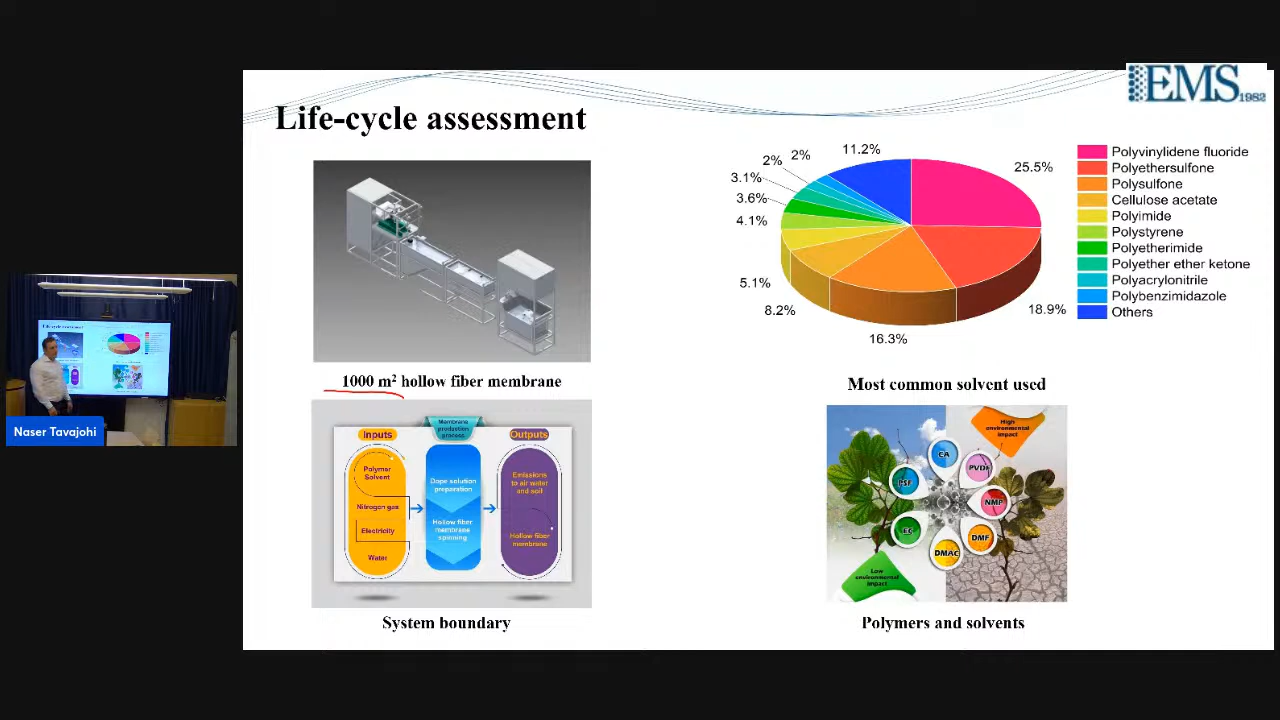 Life-cycle assessment
EMS 1982
1000 m² hollow fiber membrane
11.2%
2%
2%
3.1%
3.6%
4.1%
5.1%
8.2%
16.3%
18.9%
25.5%
Polyvinylidene fluoride
Polyethersulfone
Polysulfone
Cellulose acetate
Polyimide
Polystyrene
Polyetherimide
Polyether ether ketone
Polyacrylonitrile
Polybenzimidazole
Others
Most common solvent used
Naser Tavajohi
Inputs
Membrane
production
process
Outputs
Polymer
Solvent
Nitrogen gas
Electricity
Water
Dope solution
preparation
Hollow fiber
membrane
spinning
Emissions
to air water
and soil
Hollow fiber
membrane
System boundary
High
environmental
impact
CA
PVDF
PSF
NMP
DMF
DMAC
Low
environmental
impact
Polymers and solvents